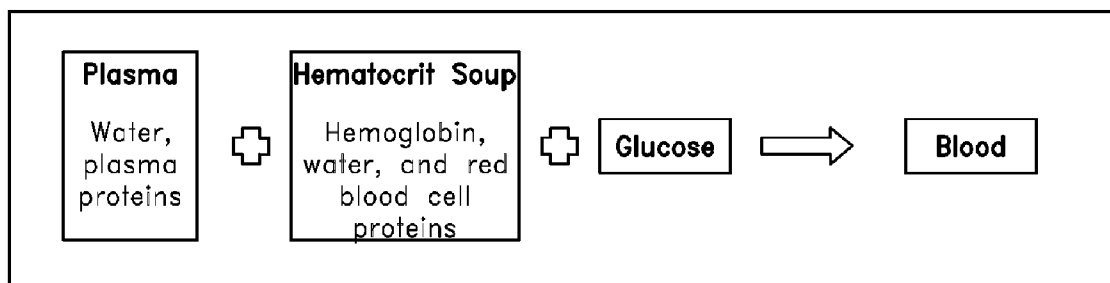 Plasma
Water,
plasma
proteins
Hematocrit Soup
Hemoglobin,
water, and red
blood cell
proteins
Glucose
Blood